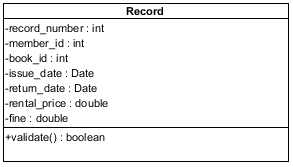 Record
-record_number : int
-member_id : int
-book_id : int
-issue_date : Date
-return_date : Date
-rental_price : double
-fine : double
+validate() : boolean